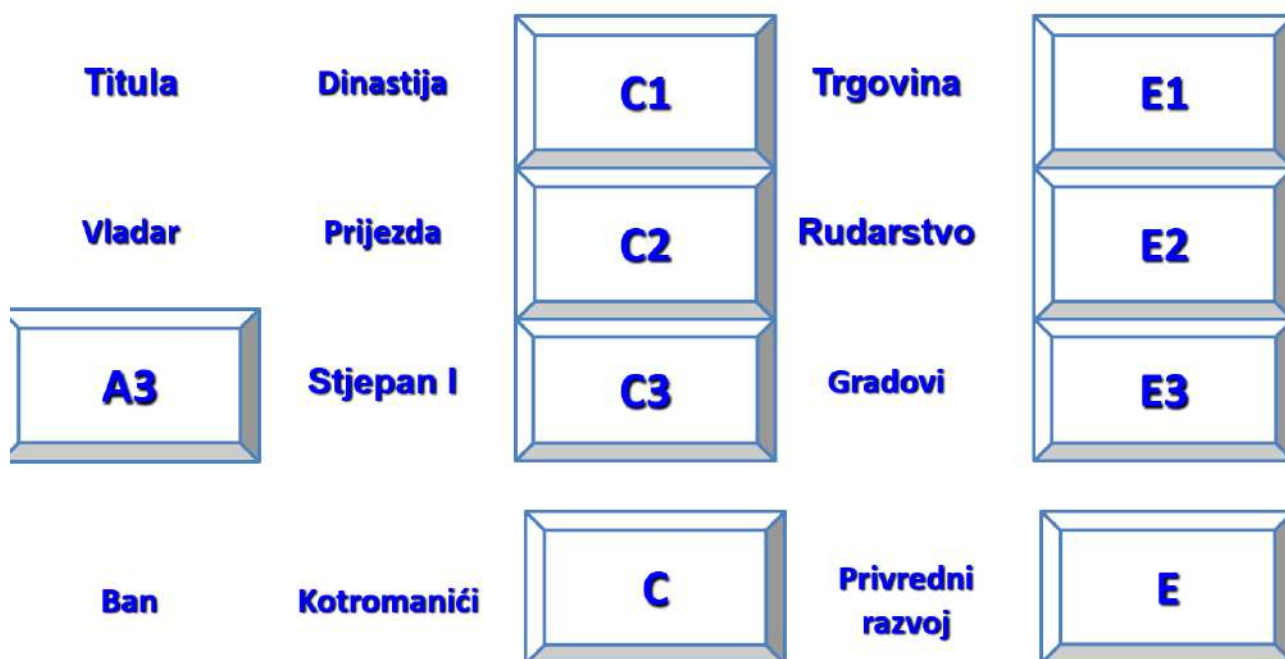 Titula Dinastija C1 Trgovina E1
Vladar Prijezda C2 Rudarstvo E2
A3 Stjepan I C3 Gradovi E3
Ban Kotromanići C Privredni razvoj E